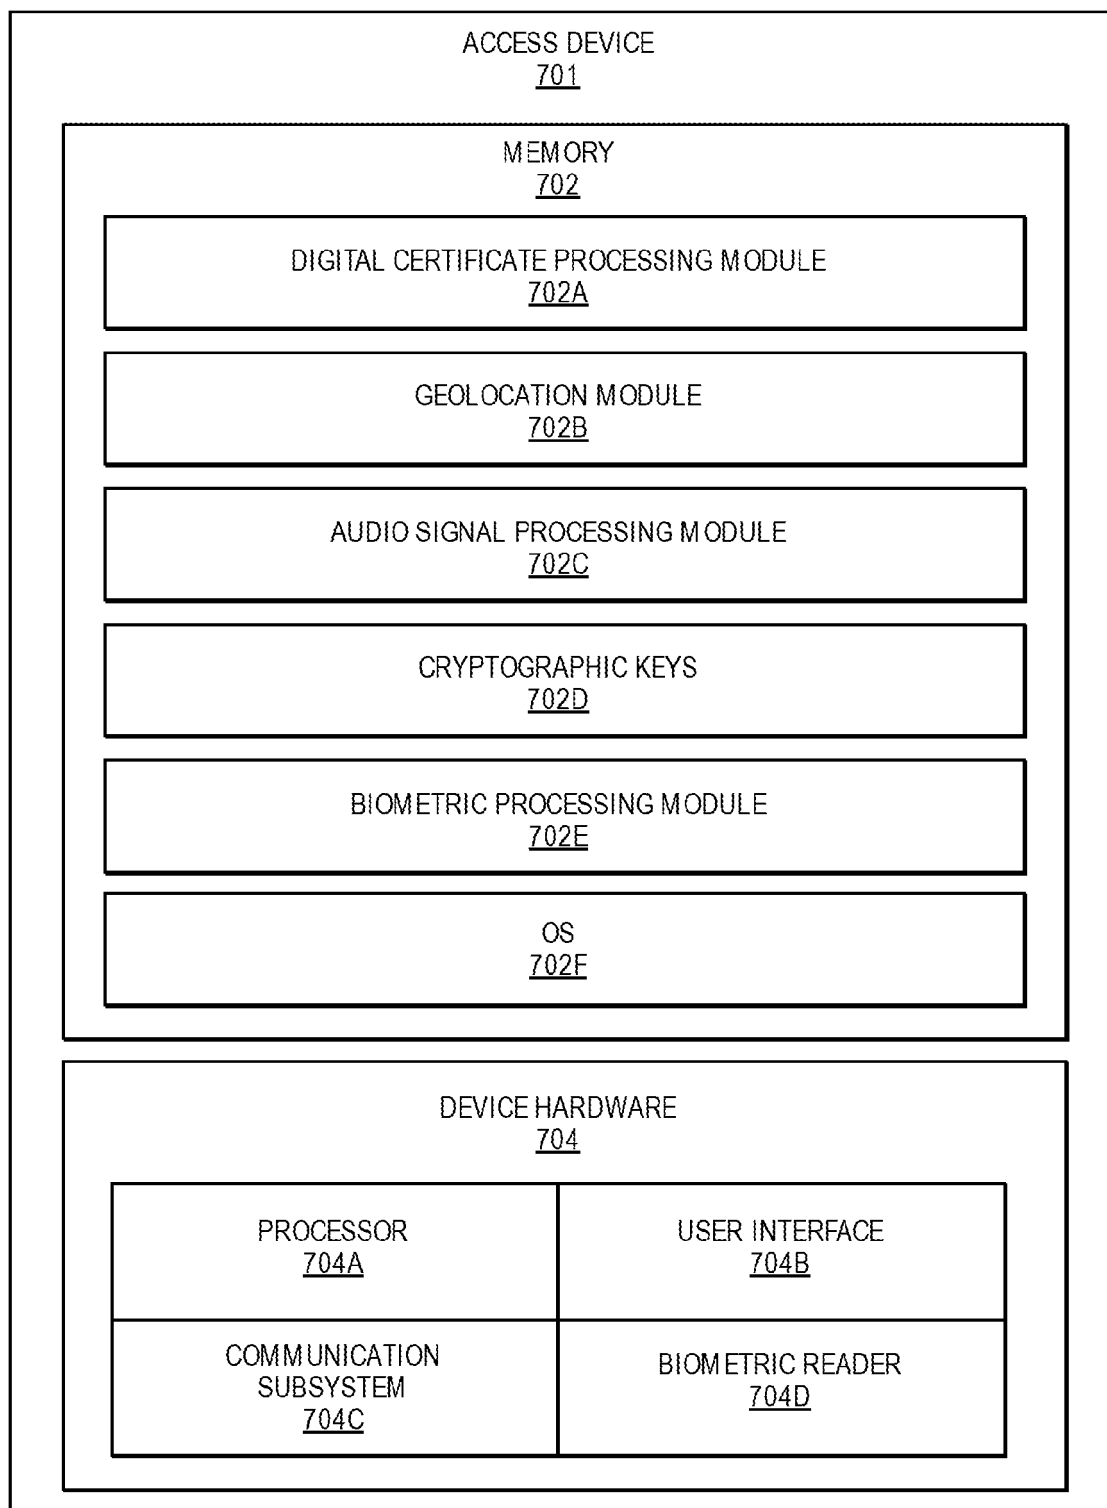 ACCESS DEVICE
701
MEMORY
702
DIGITAL CERTIFICATE PROCESSING MODULE
702A
GEOLOCATION MODULE
702B
AUDIO SIGNAL PROCESSING MODULE
702C
CRYPTOGRAPHIC KEYS
702D
BIOMETRIC PROCESSING MODULE
702E
OS
702F
DEVICE HARDWARE
704
PROCESSOR
704A
USER INTERFACE
704B
COMMUNICATION
SUBSYSTEM
704C
BIOMETRIC READER
704D